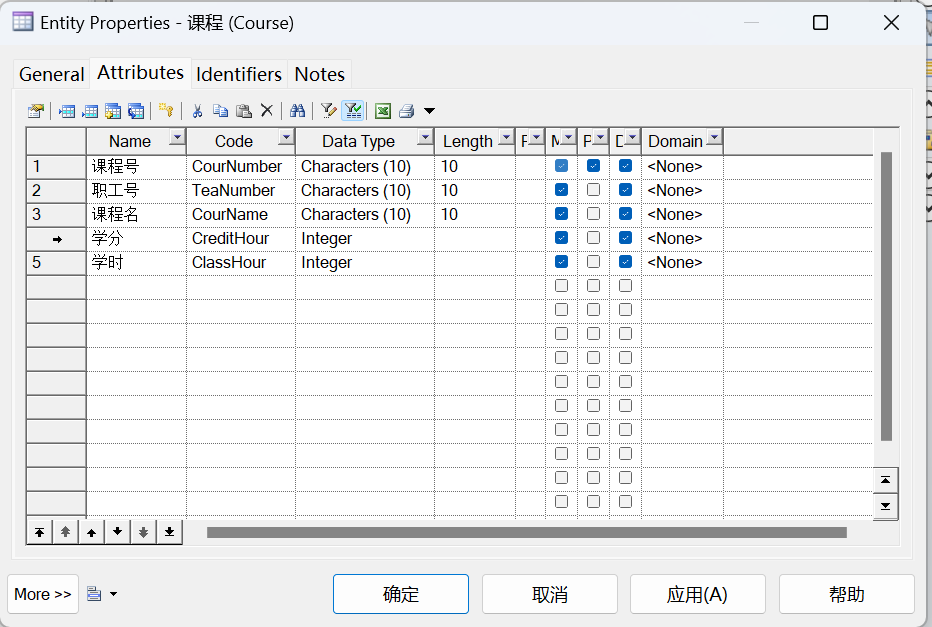 Entity Properties - 课程 (Course)
General Attributes Identifiers Notes
Name Code Data Type Length F M P D Domain
1 课程号 CourNumber Characters (10) 10 <None>
2 职工号 TeaNumber Characters (10) 10 <None>
3 课程名 CourName Characters (10) 10 <None>
学分 CreditHour Integer <None>
5 学时 ClassHour Integer <None>
More >> 确定 取消 应用(A) 帮助